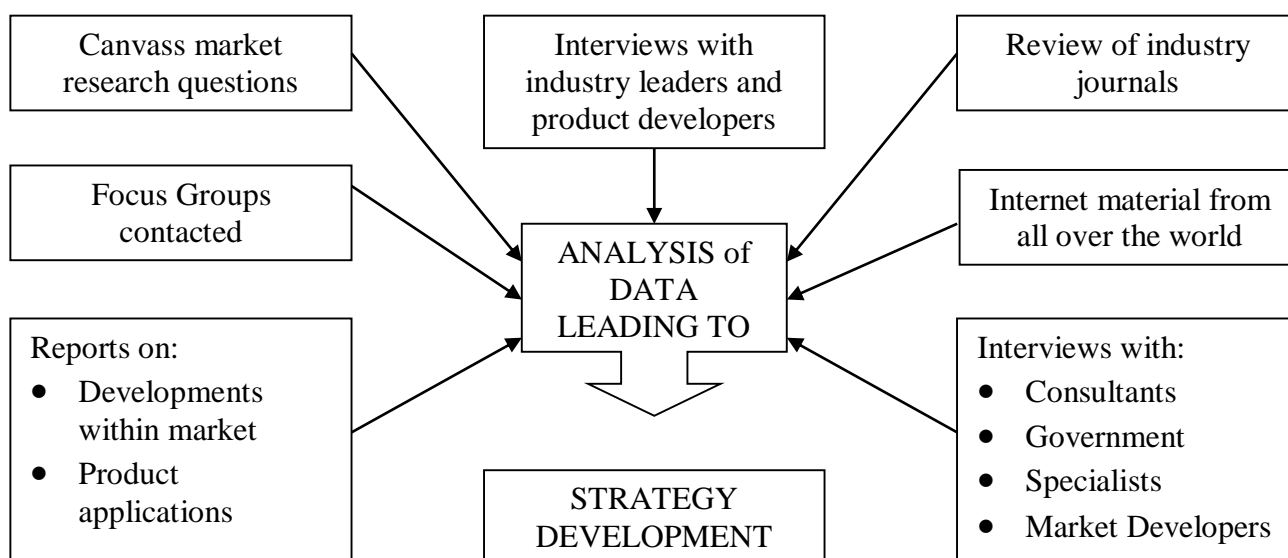 Canvass market
research questions
Interviews with
industry leaders and
product developers
Review of industry
journals
Focus Groups
contacted
Internet material from
all over the world
ANALYSIS of
DATA
LEADING TO
Reports on:
● Developments
within market
● Product
applications
Interviews with:
● Consultants
● Government
● Specialists
● Market Developers
STRATEGY
DEVELOPMENT